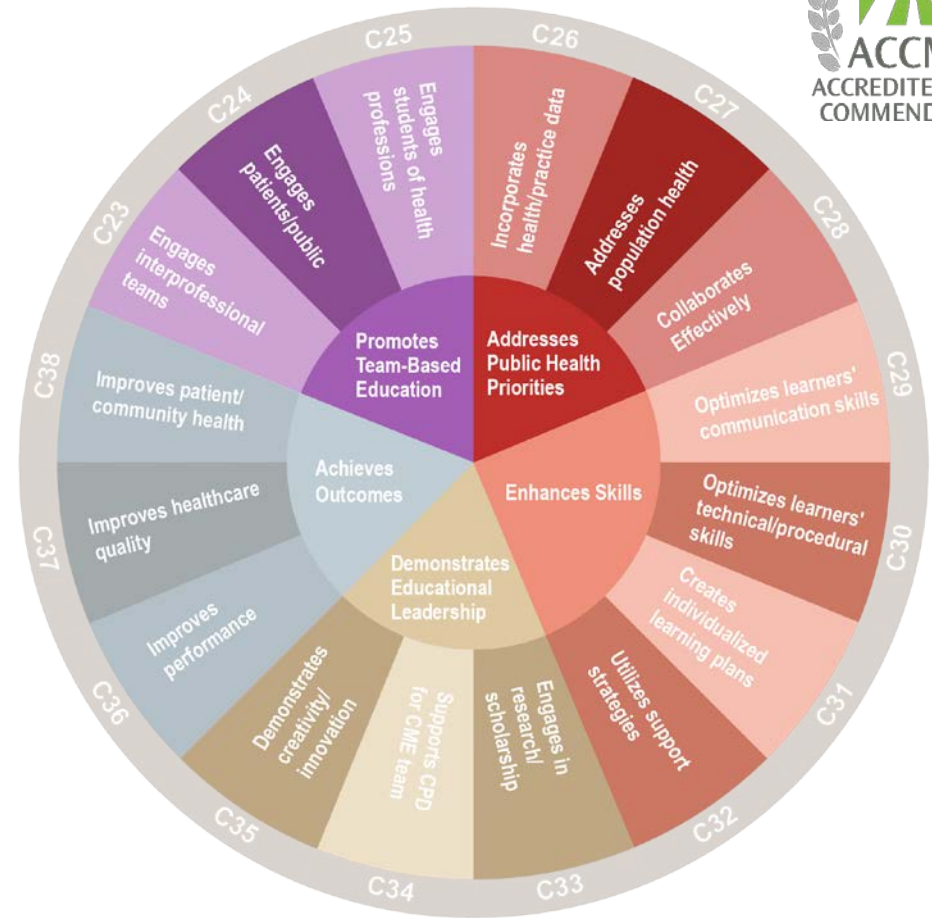 ACCM
ACCREDITE
COMMEND
C23
Engages
interprofessional
teams
C24
Engages
patients/public
C25
Engages
students of health
professions
Promotes
Team-Based
Education
C26
Incorporates
health/practice data
C27
Addresses
population health
C28
Collaborates
Effectively
Addresses
Public Health
Priorities
C29
Optimizes learners'
communication skills
C30
Optimizes learners'
technical/procedural
skills
C31
Creates
individualized
learning plans
C32
Utilizes support
strategies
Enhances Skills
C33
Engages in
research/
scholarship
C34
Supports CPD
for CME team
C35
Demonstrates
creativity/
innovation
Demonstrates
Educational
Leadership
C36
Improves
performance
C37
Improves healthcare
quality
C38
Improves patient/
community health
Achieves
Outcomes